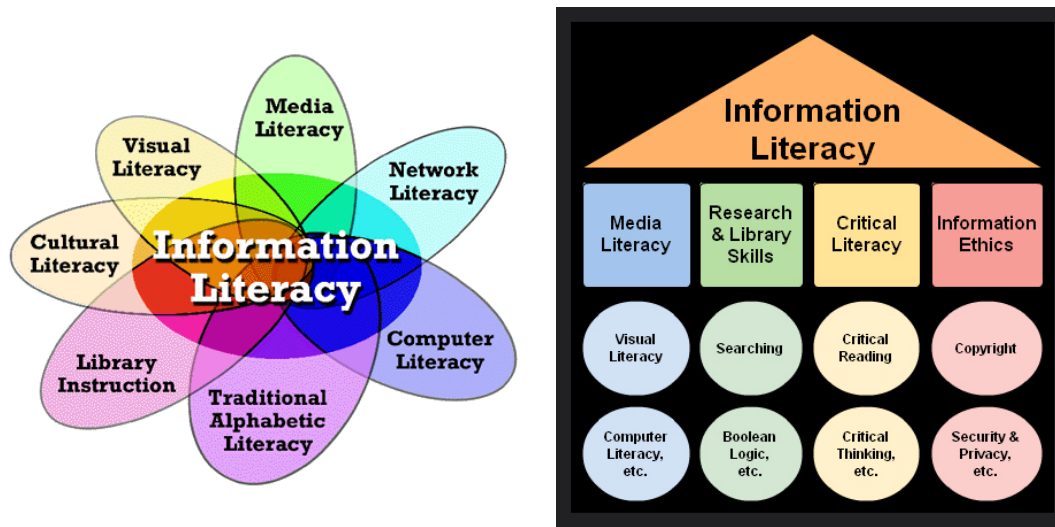 Media
Literacy
Visual
Literacy
Network
Literacy
Cultural
Literacy
Information
Literacy
Computer
Literacy
Library
Instruction
Traditional
Alphabetic
Literacy
Information
Literacy
Media
Literacy
Research
& Library
Skills
Critical
Literacy
Information
Ethics
Visual
Literacy
Searching
Critical
Reading
Copyright
Computer
Literacy,
etc.
Boolean
Logic,
etc.
Critical
Thinking,
etc.
Security &
Privacy,
etc.